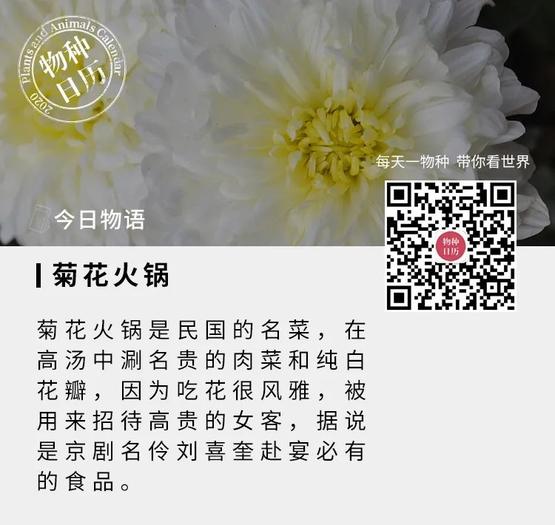 Plants and Animals Calendar
物种
日历
2020
每天一物种 带你看世界
今日物语
物种
日历
菊花火锅
菊花火锅是民国的名菜，在
高汤中涮名贵的肉菜和纯白
花瓣，因为吃花很风雅，被
用来招待高贵的女客，据说
是京剧名伶刘喜奎赴宴必有
的食品。